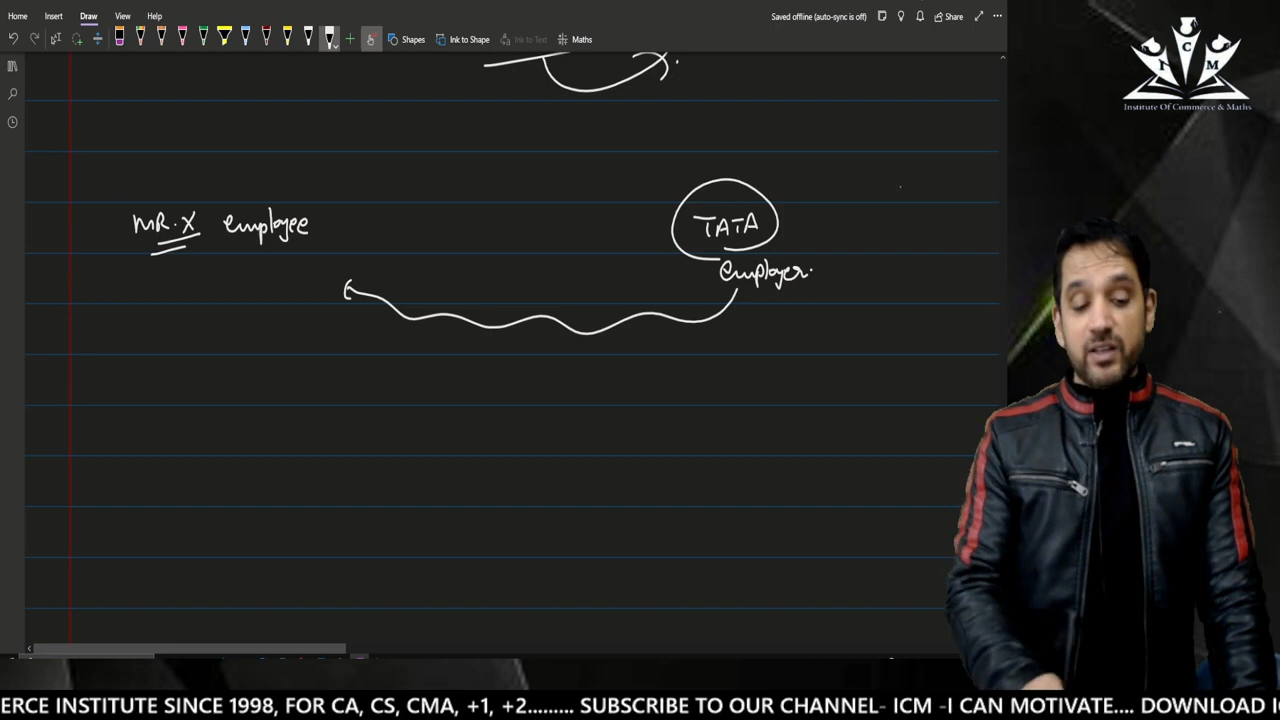 Home Insert Draw View Help
Saved offline (auto-sync is off) Share
Shapes Ink to Shape Ink to Text Maths
I C M
Institute Of Commerce & Maths
MR. X employee
TATA
employer.
ERCE INSTITUTE SINCE 1998, FOR CA, CS, CMA, +1, +2......... SUBSCRIBE TO OUR CHANNEL- ICM -I CAN MOTIVATE.... DOWNLOAD